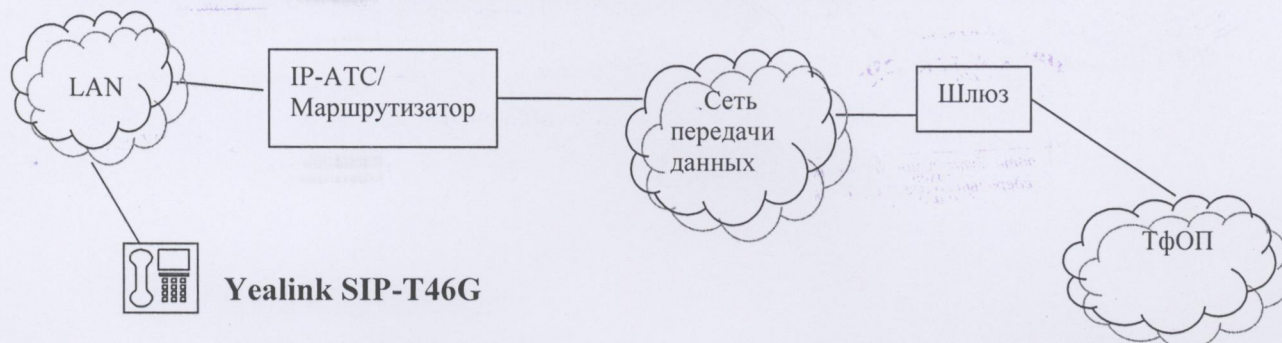 LAN
IP-АТС/
Маршрутизатор
Сеть
передачи
данных
Шлюз
ТфОП
Yealink SIP-T46G